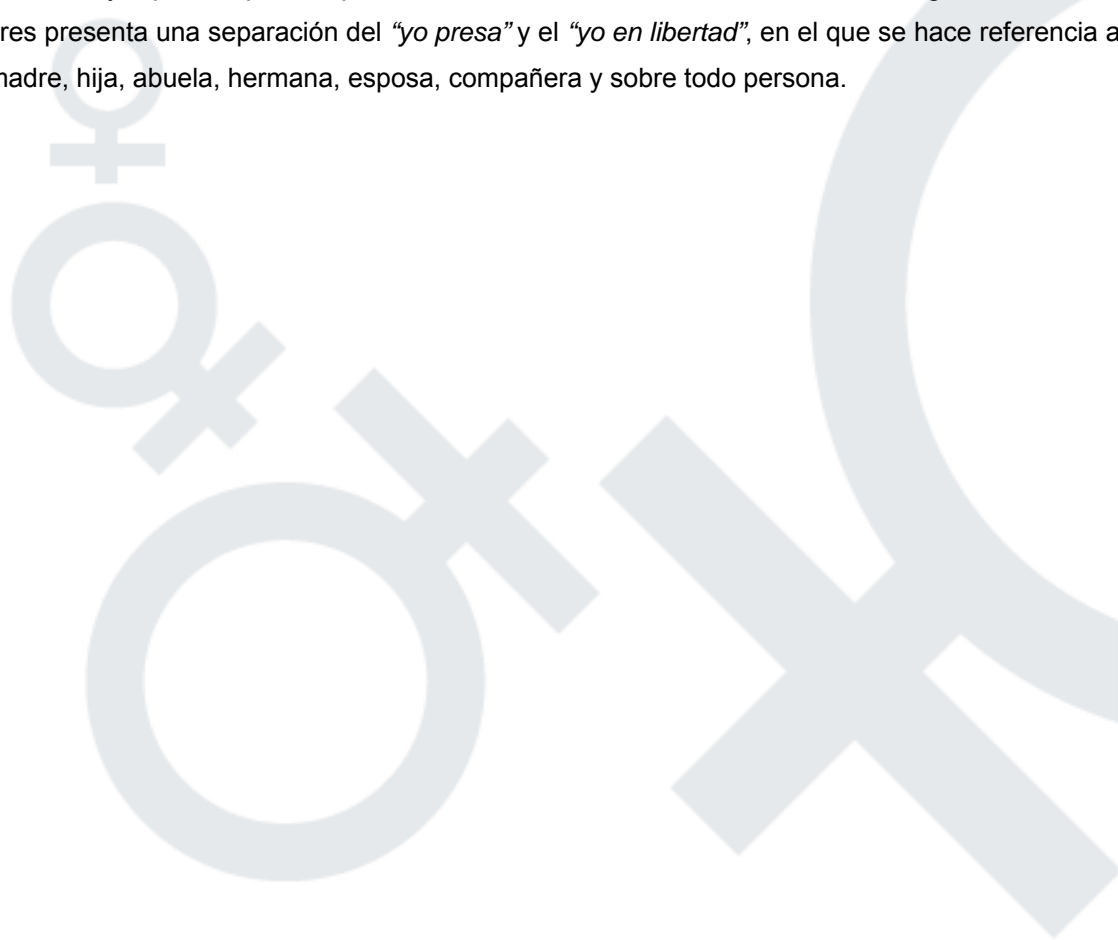 res presenta una separación del “yo presa” y el “yo en libertad”, en el que se hace referencia a
madre, hija, abuela, hermana, esposa, compañera y sobre todo persona.